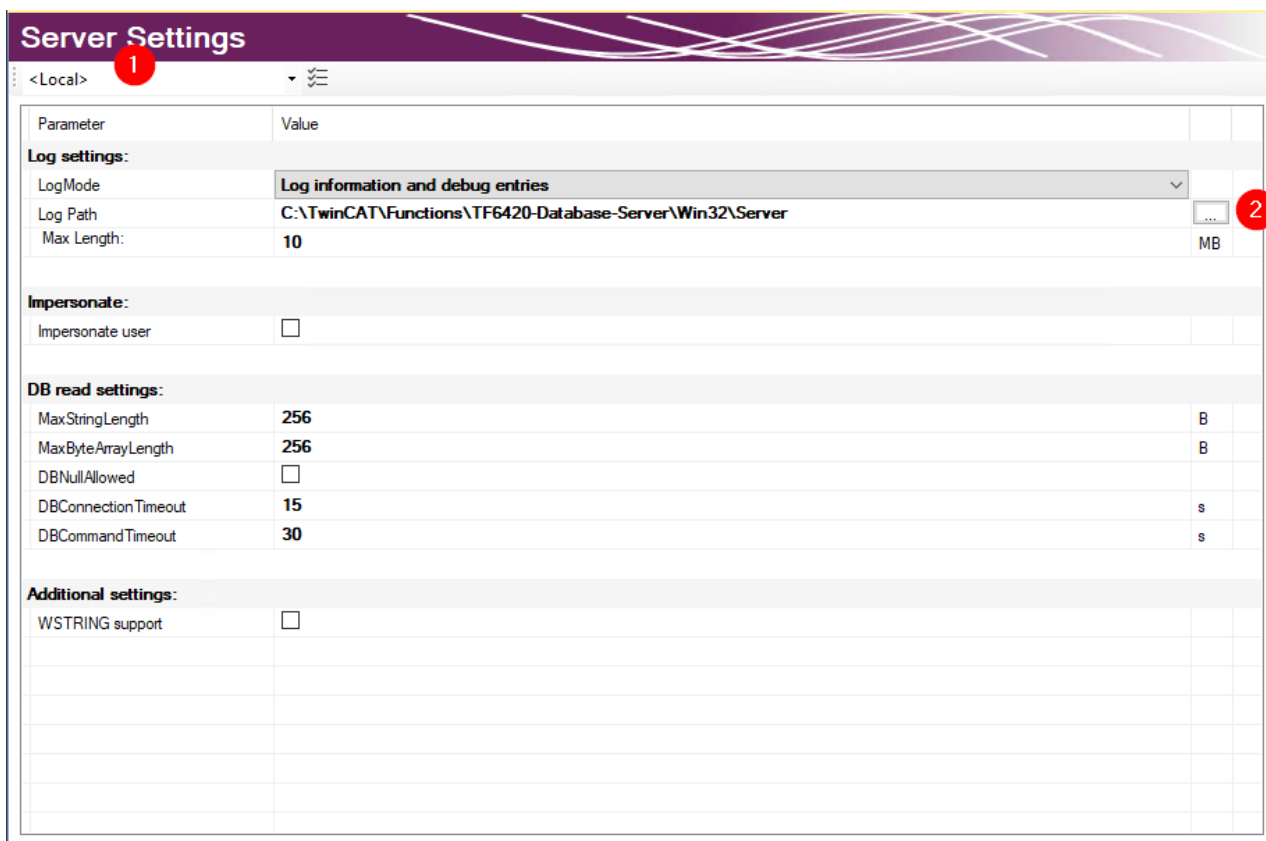 Server Settings
1
<Local>
Parameter Value
Log settings:
LogMode Log information and debug entries
Log Path C:\TwinCAT\Functions\TF6420-Database-Server\Win32\Server ... 2
Max Length: 10 MB
Impersonate:
Impersonate user
DB read settings:
MaxStringLength 256 B
MaxByteArrayLength 256 B
DBNullAllowed
DBConnectionTimeout 15 s
DBCommandTimeout 30 s
Additional settings:
WSTRING support